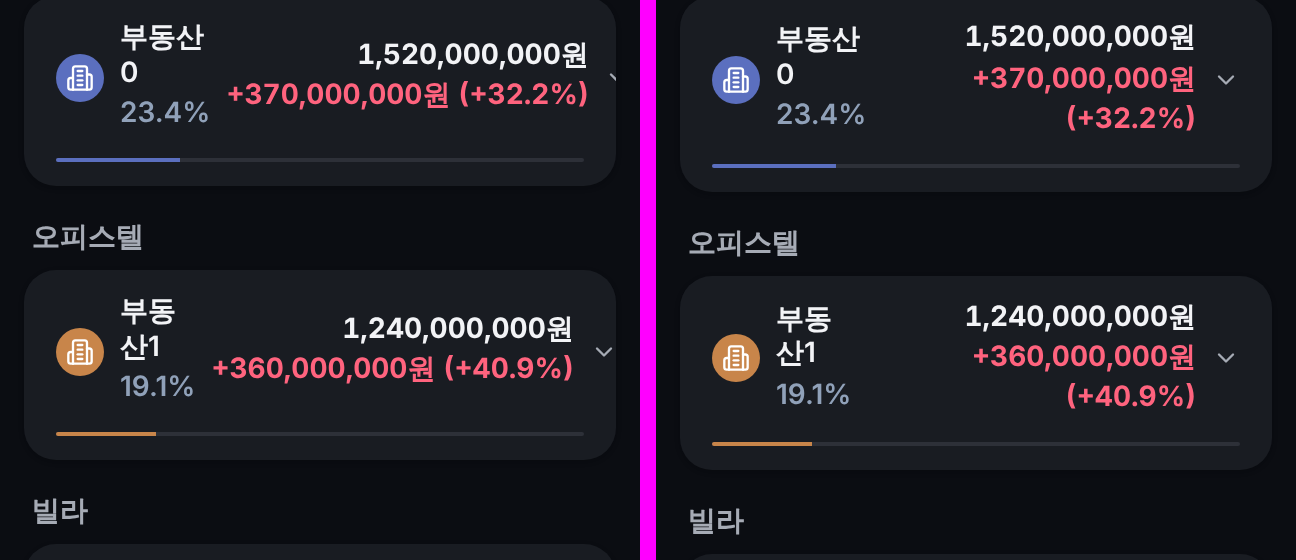 부동산
0
23.4%
1,520,000,000원
+370,000,000원 (+32.2%)
오피스텔
부동
산1
19.1%
1,240,000,000원
+360,000,000원 (+40.9%)
빌라
부동산
0
23.4%
1,520,000,000원
+370,000,000원
(+32.2%)
오피스텔
부동
산1
19.1%
1,240,000,000원
+360,000,000원
(+40.9%)
빌라